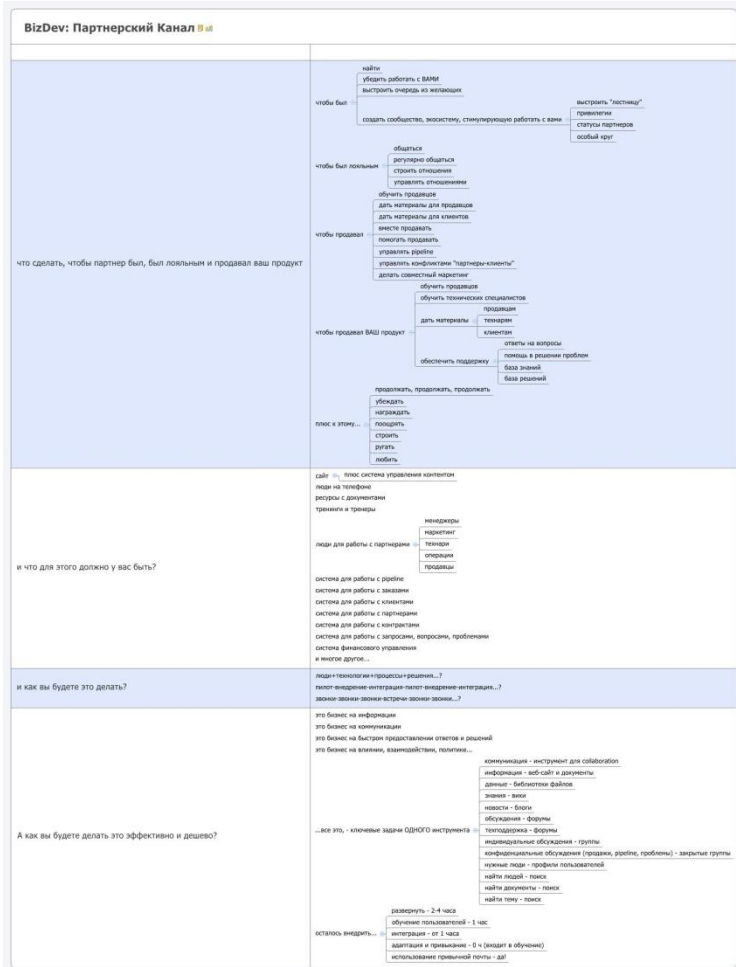 BizDev: Партнерский Канал
что сделать, чтобы партнер был, был лояльным и продавал ваш продукт
чтобы был
найти
убедить работать с ВАМИ
выстроить очередь из желающих
создать сообщество, экосистему, стимулирующую работать с вами
выстроить "лестницу"
привилегии
статусы партнеров
особый круг
чтобы был лояльным
общаться
регулярно общаться
строить отношения
управлять отношениями
чтобы продавал
обучить продавцов
дать материалы для продавцов
дать материалы для клиентов
вместе продавать
помогать продавать
управлять pipeline
управлять конфликтами "партнеры-клиенты"
делать совместный маркетинг
чтобы продавал ВАШ продукт
обучить продавцов
обучить технических специалистов
дать материалы
продавцам
технарям
клиентам
обеспечить поддержку
ответы на вопросы
помощь в решении проблем
база знаний
база решений
плюс к этому...
продолжать, продолжать, продолжать
убеждать
награждать
поощрять
строить
ругать
любить
и что для этого должно у вас быть?
сайт
плюс система управления контентом
люди на телефоне
ресурсы с документами
тренинги и тренеры
люди для работы с партнерами
менеджеры
маркетинг
технари
операции
продавцы
система для работы с pipeline
система для работы с заказами
система для работы с клиентами
система для работы с партнерами
система для работы с контрактами
система для работы с запросами, вопросами, проблемами
система финансового управления
и многое другое...
и как вы будете это делать?
люди+технологии+процессы+решения...?
пилот-внедрение-интеграция-пилот-внедрение-интеграция...?
звонки-звонки-звонки-встречи-звонки-звонки...?
А как вы будете делать это эффективно и дешево?
это бизнес на информации
это бизнес на коммуникации
это бизнес на быстром предоставлении ответов и решений
это бизнес на влиянии, взаимодействии, политике...
...все это, - ключевые задачи ОДНОГО инструмента
коммуникация - инструмент для collaboration
информация - веб-сайт и документы
данные - библиотеки файлов
знания - вики
новости - блоги
обсуждения - форумы
техподдержка - форумы
индивидуальные обсуждения - группы
конфиденциальные обсуждения (продажи, pipeline, проблемы) - закрытые группы
нужные люди - профили пользователей
найти людей - поиск
найти документы - поиск
найти тему - поиск
осталось внедрить...
развернуть - 2-4 часа
обучение пользователей - 1 час
интеграция - от 1 часа
адаптация и привыкание - 0 ч (входит в обучение)
использование привычной почты - да!